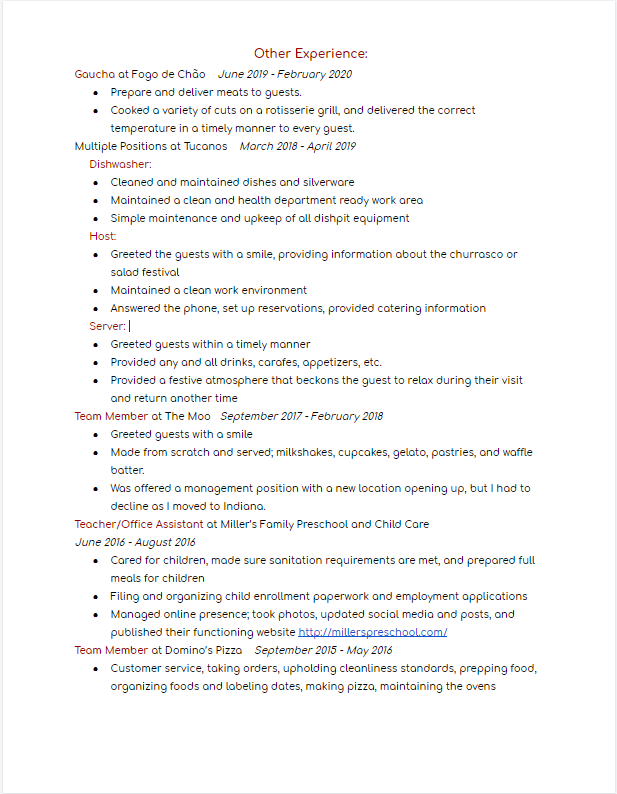 Other Experience:
Gaucha at Fogo de Chão June 2019 - February 2020
● Prepare and deliver meats to guests.
● Cooked a variety of cuts on a rotisserie grill, and delivered the correct
temperature in a timely manner to every guest.
Multiple Positions at Tucanos March 2018 - April 2019
Dishwasher:
● Cleaned and maintained dishes and silverware
● Maintained a clean and health department ready work area
● Simple maintenance and upkeep of all dishpit equipment
Host:
● Greeted the guests with a smile, providing information about the churrasco or
salad festival
● Maintained a clean work environment
● Answered the phone, set up reservations, provided catering information
Server:
● Greeted guests within a timely manner
● Provided any and all drinks, carafes, appetizers, etc.
● Provided a festive atmosphere that beckons the guest to relax during their visit
and return another time
Team Member at The Moo September 2017 - February 2018
● Greeted guests with a smile
● Made from scratch and served; milkshakes, cupcakes, gelato, pastries, and waffle
batter.
● Was offered a management position with a new location opening up, but I had to
decline as I moved to Indiana.
Teacher/Office Assistant at Miller's Family Preschool and Child Care
June 2016 - August 2016
● Cared for children, made sure sanitation requirements are met, and prepared full
meals for children
● Filing and organizing child enrollment paperwork and employment applications
● Managed online presence; took photos, updated social media and posts, and
published their functioning website http://millerspreschool.com/
Team Member at Domino's Pizza September 2015 - May 2016
● Customer service, taking orders, upholding cleanliness standards, prepping food,
organizing foods and labeling dates, making pizza, maintaining the ovens